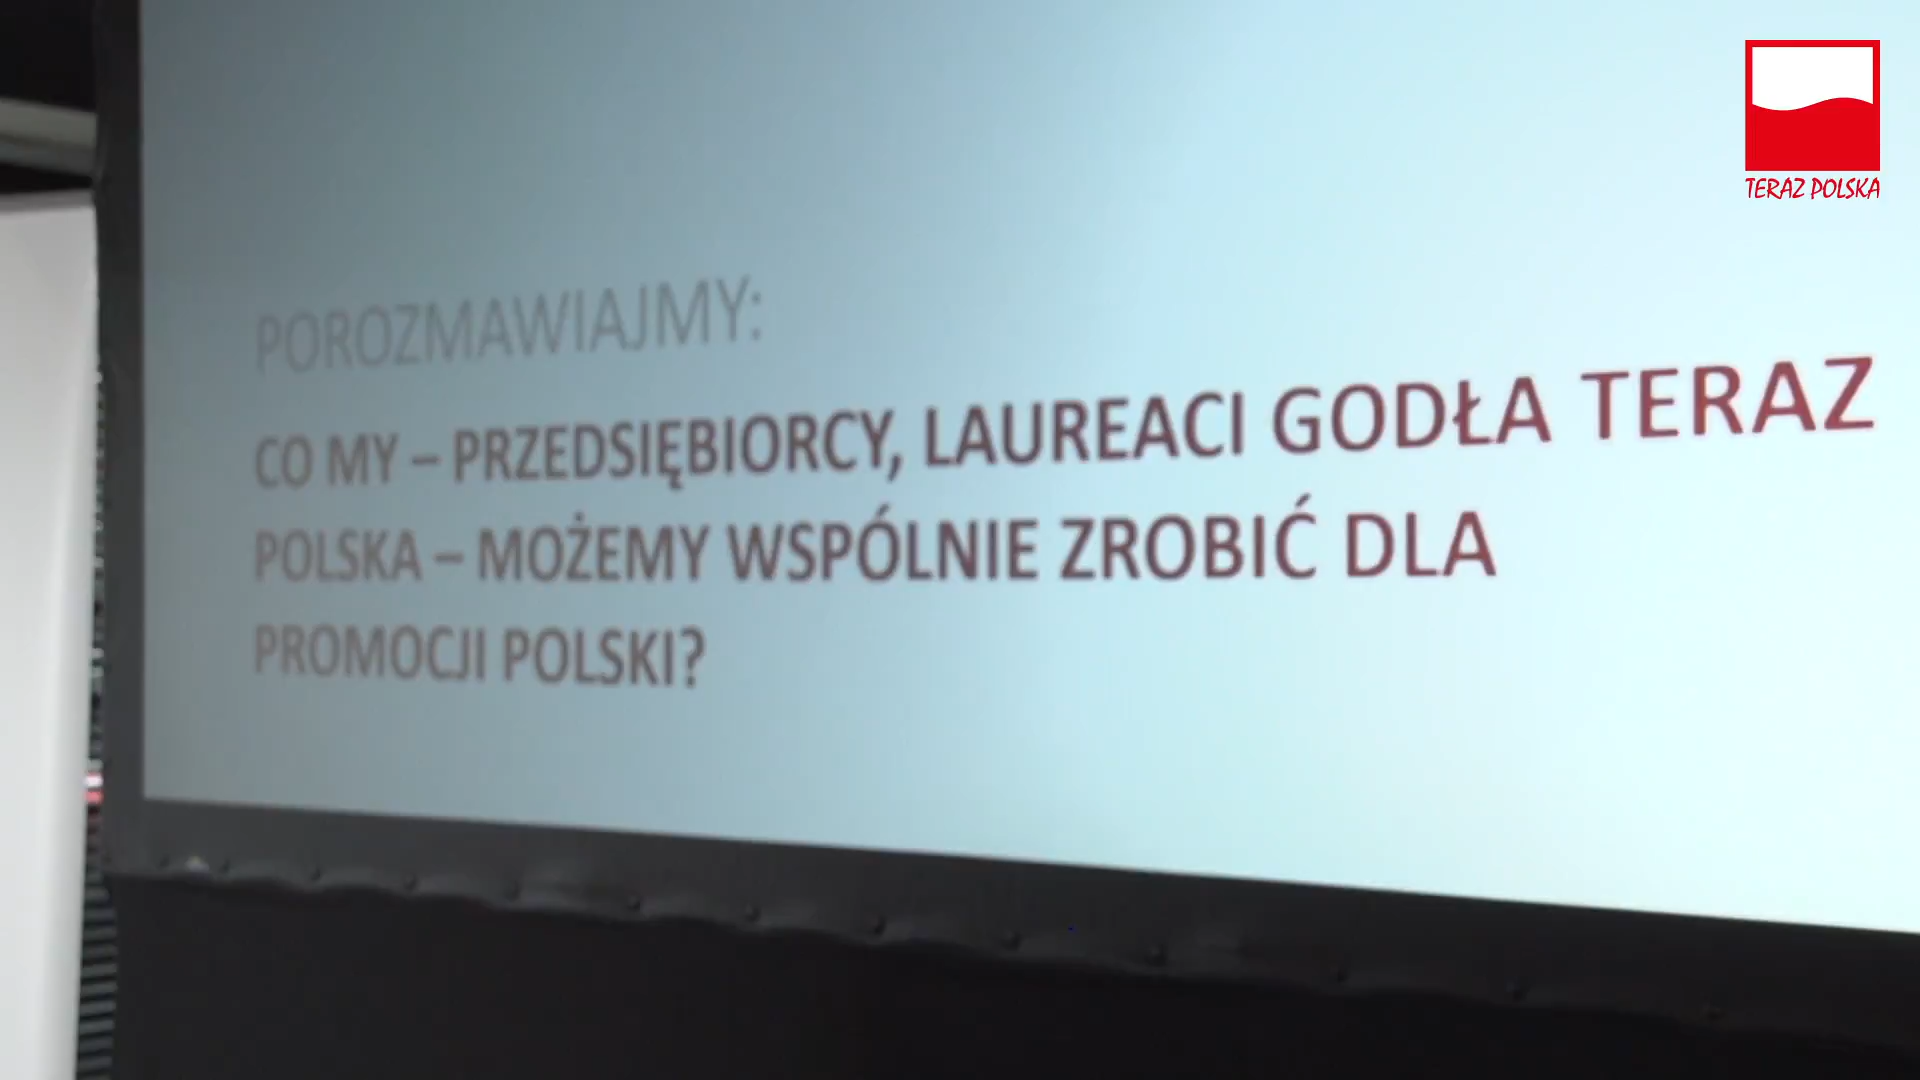 TERAZ POLSKA
POROZMAWIAJMY:
CO MY – PRZEDSIĘBIORCY, LAUREACI GODŁA TERAZ
POLSKA – MOŻEMY WSPÓLNIE ZROBIĆ DLA
PROMOCJI POLSKI?